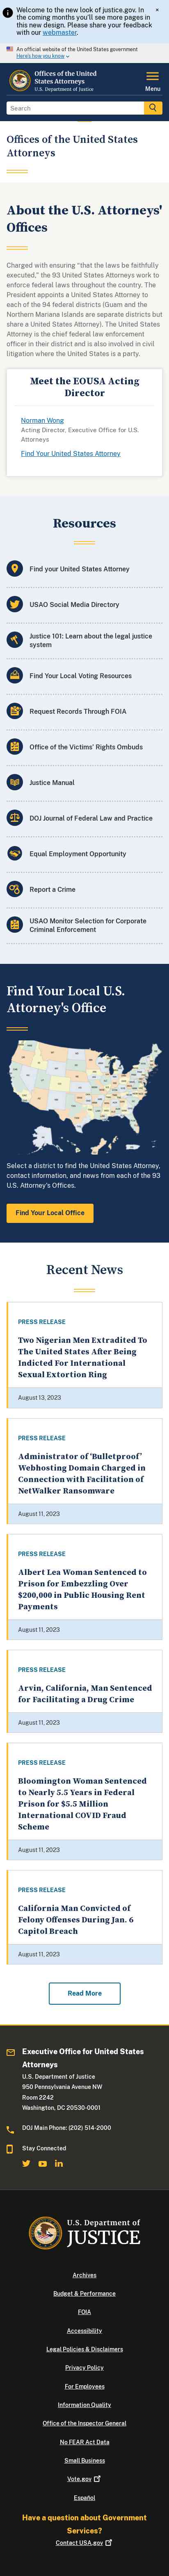 Welcome to the new look of justice.gov. In
the coming months you'll see more pages in
this new design. Please share your feedback
with our webmaster.
An official website of the United States government
Here's how you know
Offices of the United
States Attorneys
U.S. Department of Justice
Menu
Search
Offices of the United States
Attorneys
About the U.S. Attorneys'
Offices
Charged with ensuring “that the laws be faithfully
executed,” the 93 United States Attorneys work to
enforce federal laws throughout the country. The
President appoints a United States Attorney to
each of the 94 federal districts (Guam and the
Northern Mariana Islands are separate districts but
share a United States Attorney). The United States
Attorney is the chief federal law enforcement
officer in their district and is also involved in civil
litigation where the United States is a party.
Meet the EOUSA Acting
Director
Norman Wong
Acting Director, Executive Office for U.S.
Attorneys
Find Your United States Attorney
Resources
Find your United States Attorney
USAO Social Media Directory
Justice 101: Learn about the legal justice
system
Find Your Local Voting Resources
Request Records Through FOIA
Office of the Victims' Rights Ombuds
Justice Manual
DOJ Journal of Federal Law and Practice
Equal Employment Opportunity
Report a Crime
USAO Monitor Selection for Corporate
Criminal Enforcement
Find Your Local U.S.
Attorney's Office
Select a district to find the United States Attorney,
contact information, and news from each of the 93
U.S. Attorney's Offices.
Find Your Local Office
Recent News
PRESS RELEASE
Two Nigerian Men Extradited To
The United States After Being
Indicted For International
Sexual Extortion Ring
August 13, 2023
PRESS RELEASE
Administrator of ‘Bulletproof’
Webhosting Domain Charged in
Connection with Facilitation of
NetWalker Ransomware
August 11, 2023
PRESS RELEASE
Albert Lea Woman Sentenced to
Prison for Embezzling Over
$200,000 in Public Housing Rent
Payments
August 11, 2023
PRESS RELEASE
Arvin, California, Man Sentenced
for Facilitating a Drug Crime
August 11, 2023
PRESS RELEASE
Bloomington Woman Sentenced
to Nearly 5.5 Years in Federal
Prison for $5.5 Million
International COVID Fraud
Scheme
August 11, 2023
PRESS RELEASE
California Man Convicted of
Felony Offenses During Jan. 6
Capitol Breach
August 11, 2023
Read More
Executive Office for United States
Attorneys
U.S. Department of Justice
950 Pennsylvania Avenue NW
Room 2242
Washington, DC 20530-0001
DOJ Main Phone: (202) 514-2000
Stay Connected
U.S. Department of
JUSTICE
Archives
Budget & Performance
FOIA
Accessibility
Legal Policies & Disclaimers
Privacy Policy
For Employees
Information Quality
Office of the Inspector General
No FEAR Act Data
Small Business
Vote.gov
Español
Have a question about Government
Services?
Contact USA.gov